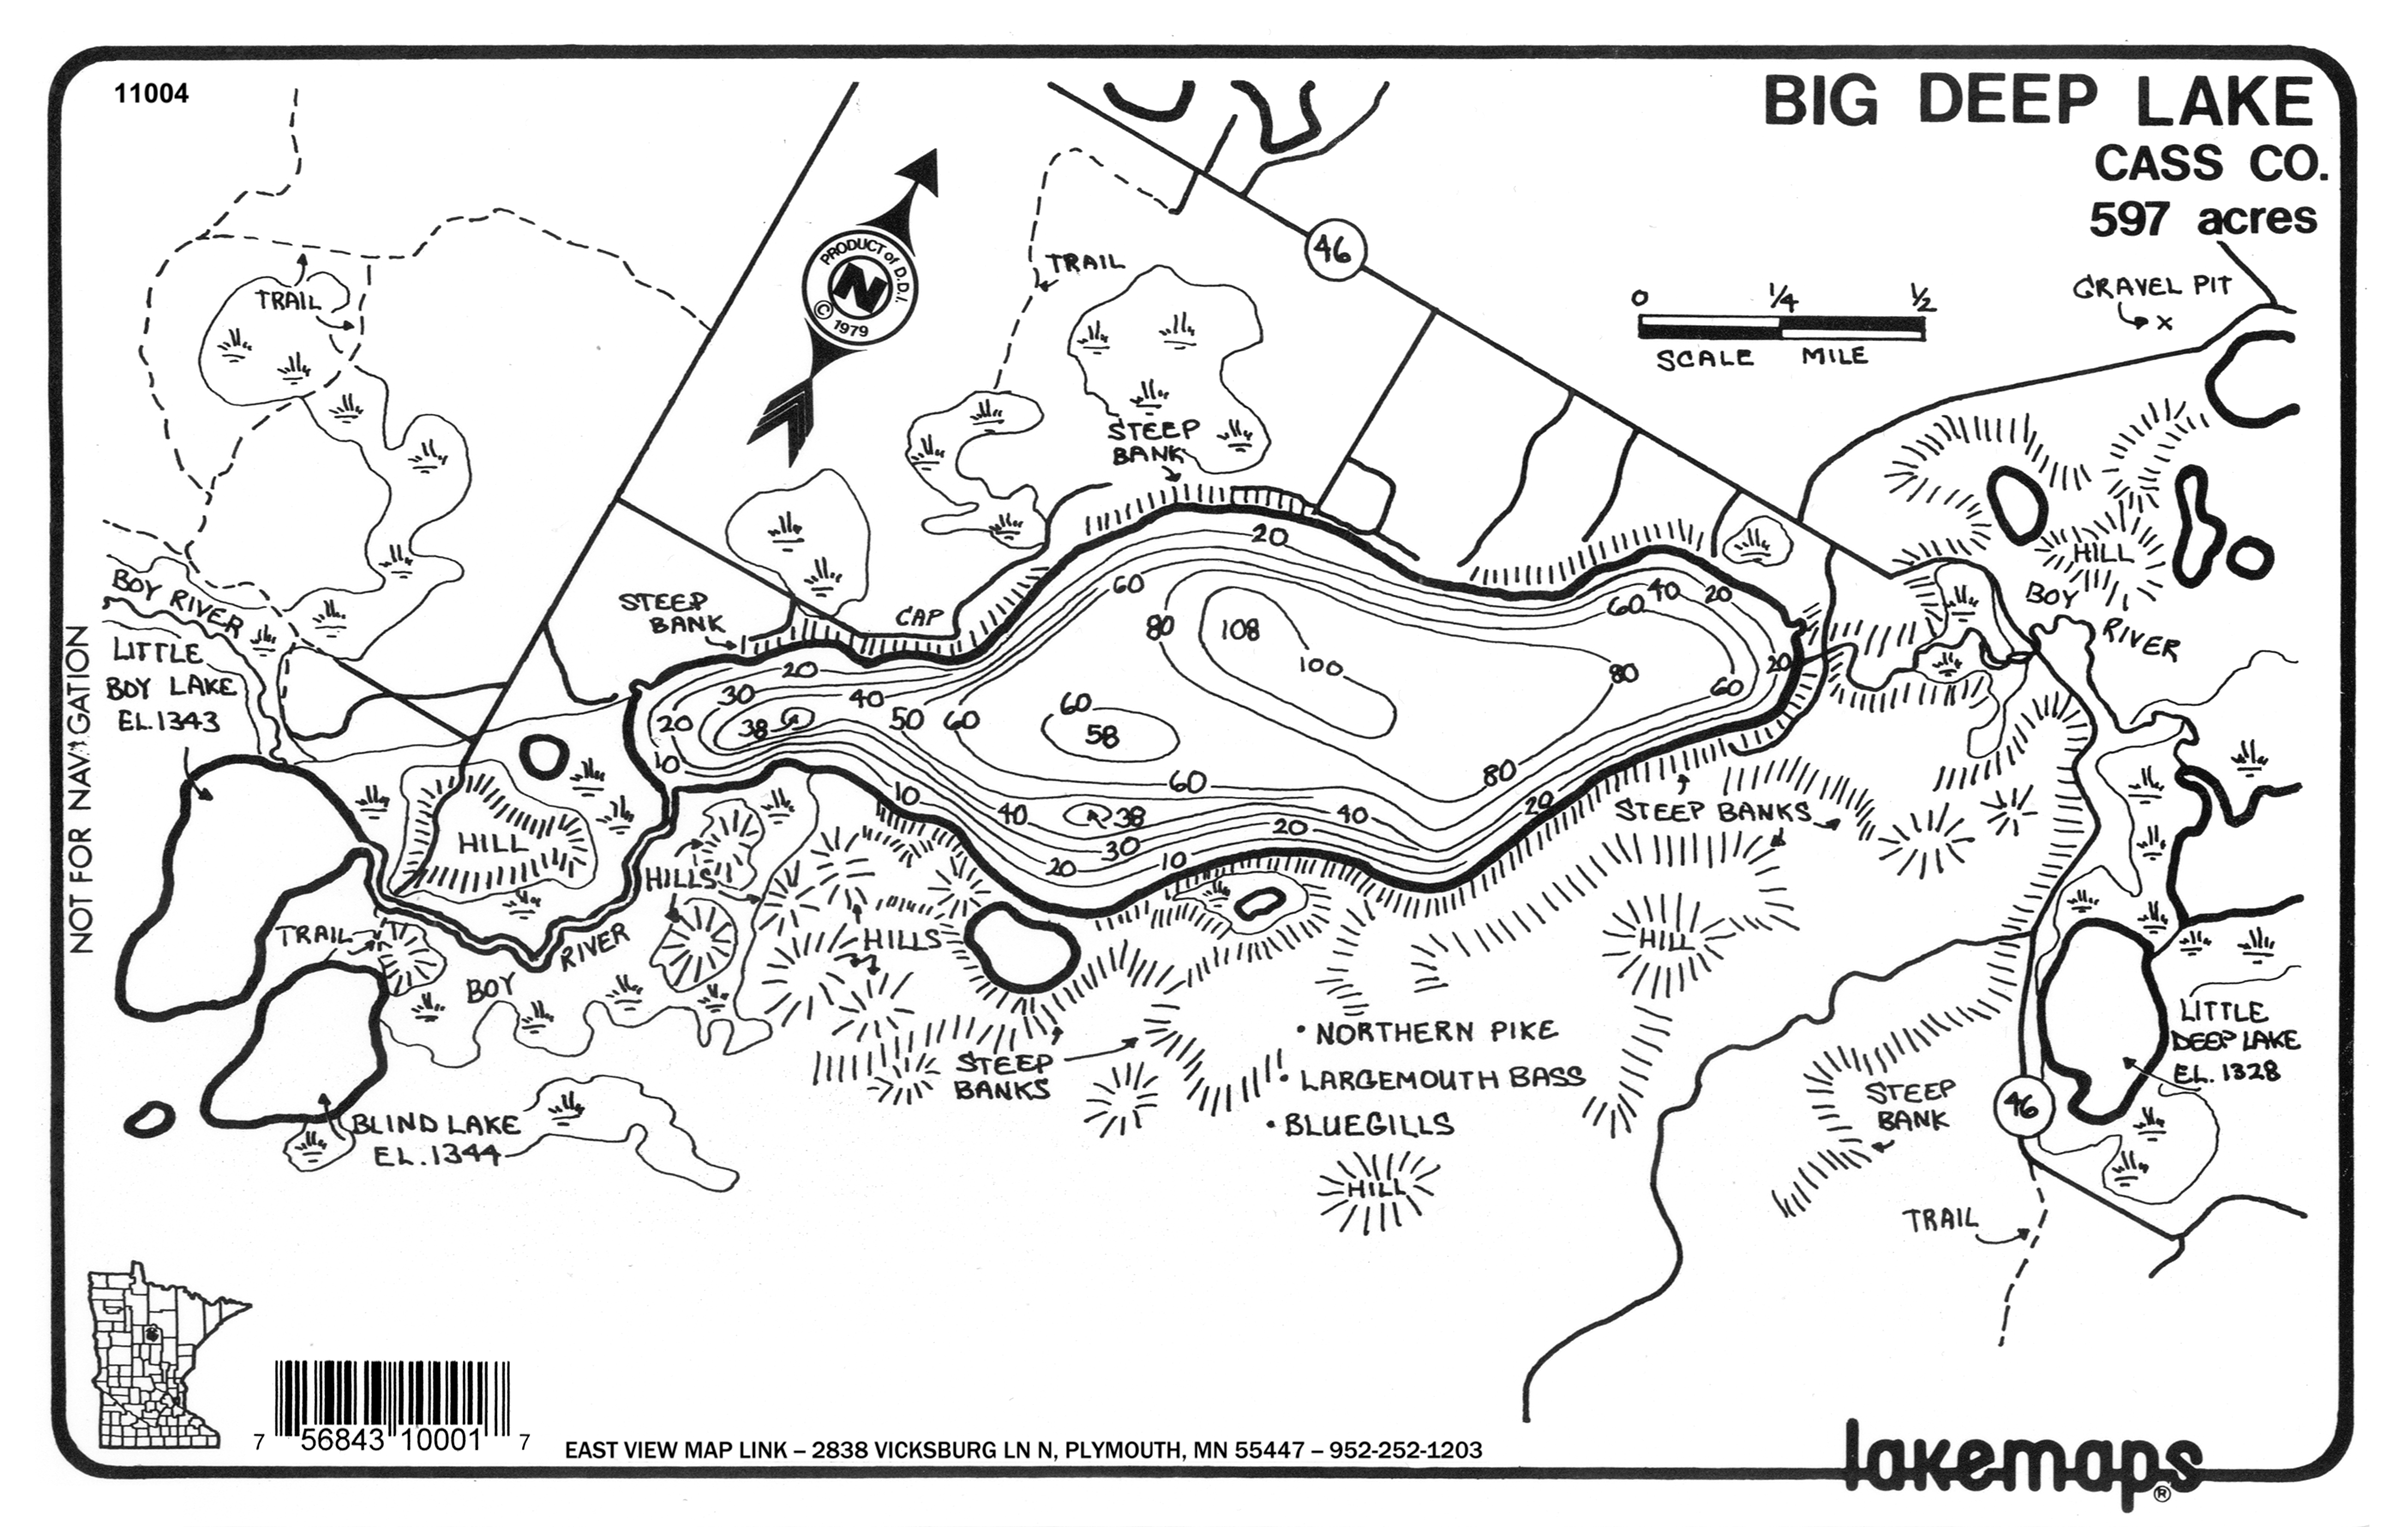 11004
BIG DEEP LAKE
CASS CO.
597 acres
GRAVEL PIT
x
0 1/4 1/2
SCALE MILE
46
PRODUCT of D.D.I.
N
© 1979
TRAIL
TRAIL
STEEP
BANK
HILL
BOY
RIVER
BOY RIVER
LITTLE
BOY LAKE
EL.1343
STEEP
BANK
CAP
20
60
80
108
100
60
40
20
20
60
80
80
20
30
40
20
38
50
60
60
58
10
60
10
40
38
40
20
20
30
10
20
STEEP BANKS
HILL
HILLS
HILLS
HILL
TRAIL
BOY
RIVER
STEEP
BANKS
• NORTHERN PIKE
• LARGEMOUTH BASS
• BLUEGILLS
HILL
BLIND LAKE
EL.1344
LITTLE
DEEP LAKE
EL. 1328
46
STEEP
BANK
TRAIL
NOT FOR NAVIGATION
7 56843 10001 7
EAST VIEW MAP LINK – 2838 VICKSBURG LN N, PLYMOUTH, MN 55447 – 952-252-1203
lakemaps®